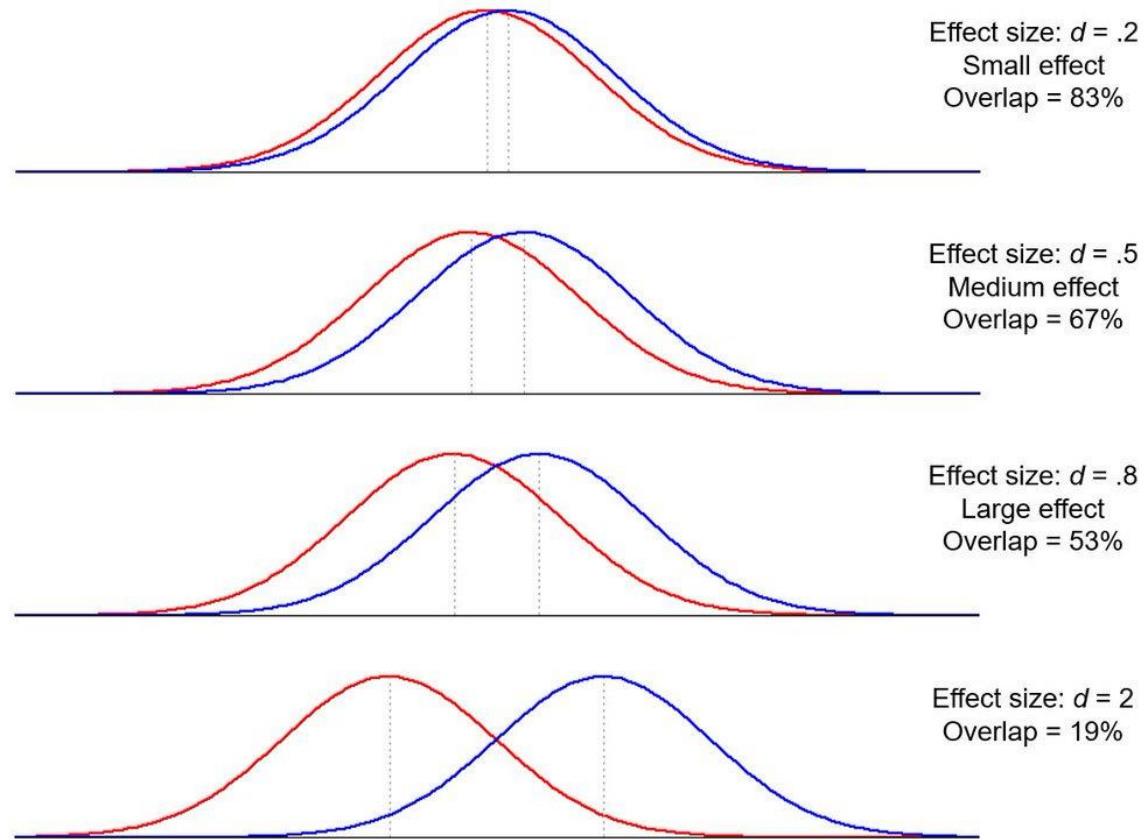 Effect size: d = .2
Small effect
Overlap = 83%
Effect size: d = .5
Medium effect
Overlap = 67%
Effect size: d = .8
Large effect
Overlap = 53%
Effect size: d = 2
Overlap = 19%